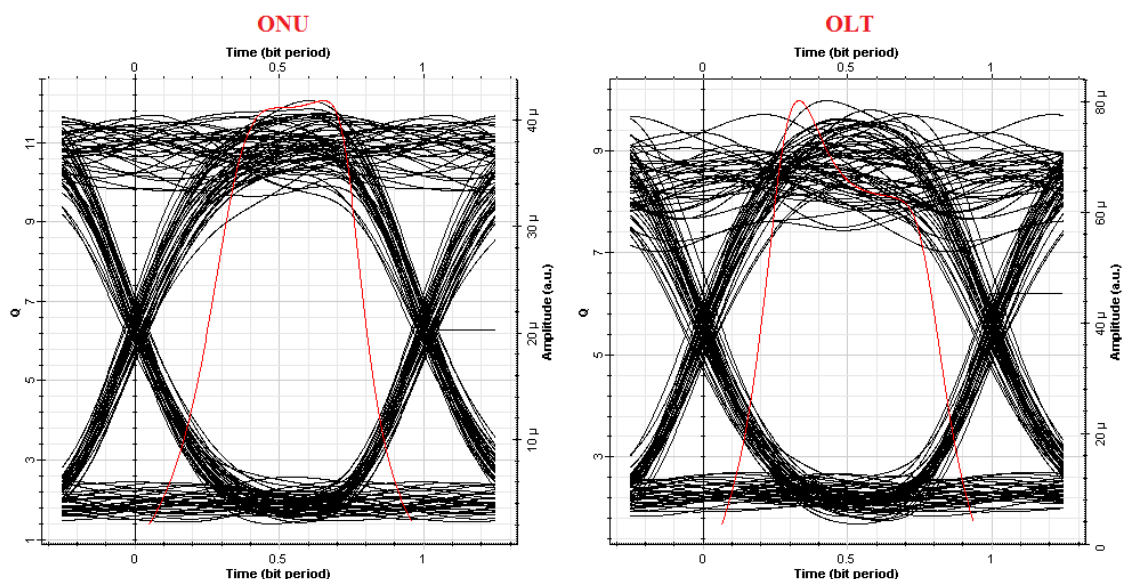 ONU
Time (bit period)
0 0.5 1
Q
1 3 5 7 9 11
10 µ 20 µ 30 µ 40 µ
Amplitude (a.u.)
0 0.5 1
Time (bit period)
OLT
Time (bit period)
0 0.5 1
Q
3 5 7 9
0 20 µ 40 µ 60 µ 80 µ
Amplitude (a.u.)
0 0.5 1
Time (bit period)